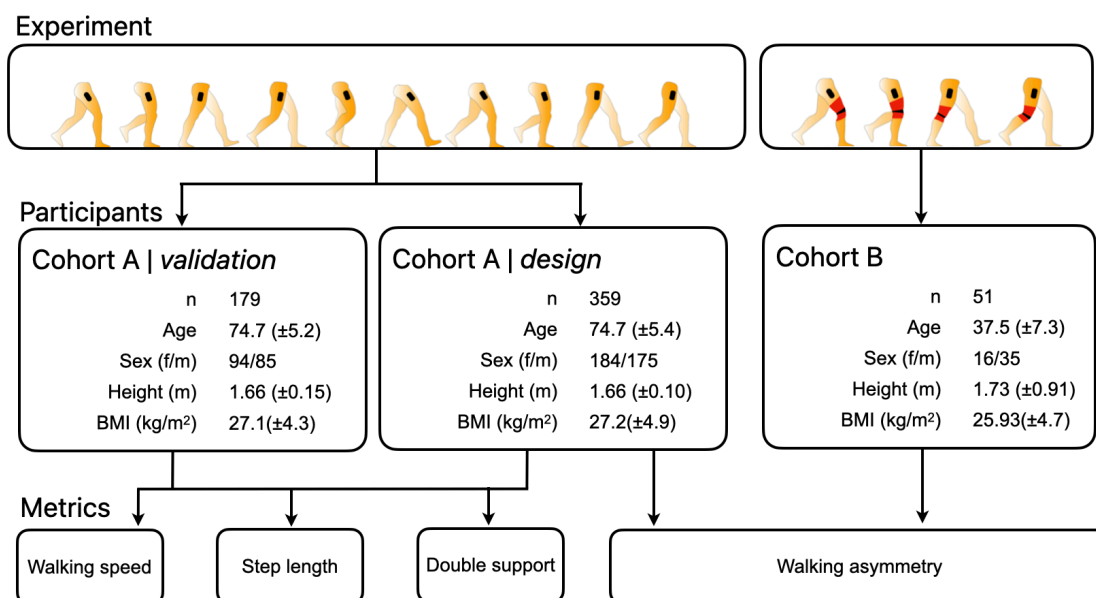 Experiment
Participants
Cohort A | validation
n 179
Age 74.7 (±5.2)
Sex (f/m) 94/85
Height (m) 1.66 (±0.15)
BMI (kg/m²) 27.1(±4.3)
Cohort A | design
n 359
Age 74.7 (±5.4)
Sex (f/m) 184/175
Height (m) 1.66 (±0.10)
BMI (kg/m²) 27.2(±4.9)
Cohort B
n 51
Age 37.5 (±7.3)
Sex (f/m) 16/35
Height (m) 1.73 (±0.91)
BMI (kg/m²) 25.93(±4.7)
Metrics
Walking speed
Step length
Double support
Walking asymmetry